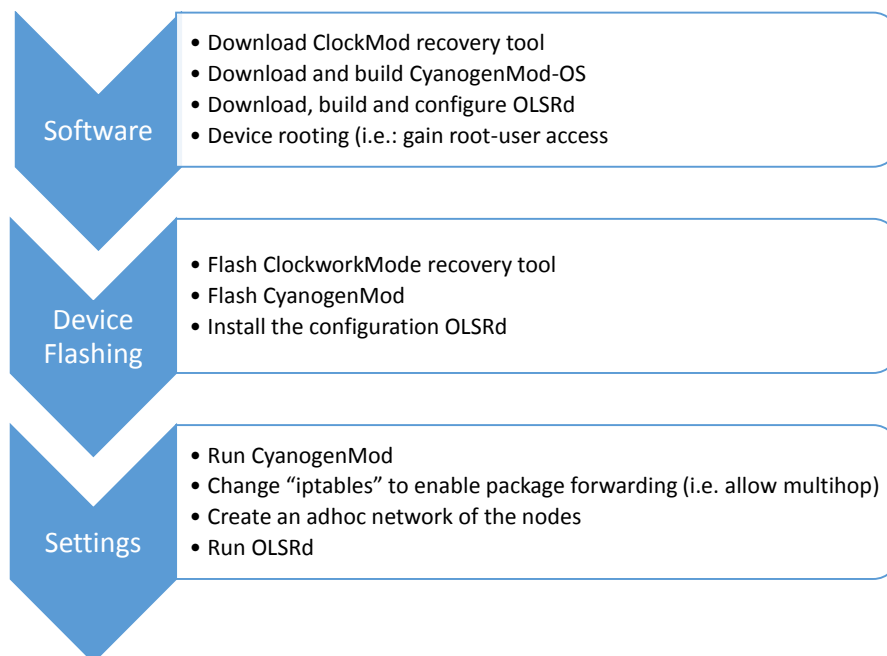 Software
• Download ClockMod recovery tool
• Download and build CyanogenMod-OS
• Download, build and configure OLSRd
• Device rooting (i.e.: gain root-user access
Device
Flashing
• Flash ClockworkMode recovery tool
• Flash CyanogenMod
• Install the configuration OLSRd
Settings
• Run CyanogenMod
• Change “iptables” to enable package forwarding (i.e. allow multihop)
• Create an adhoc network of the nodes
• Run OLSRd